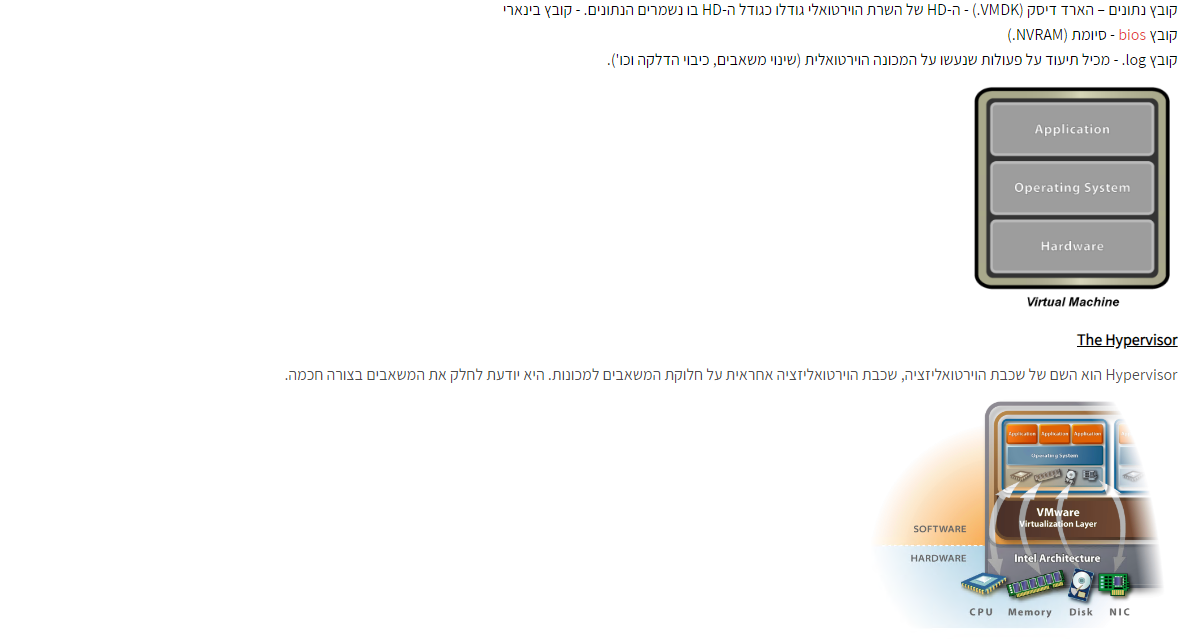 קובץ נתונים – הארד דיסק (VMDK.) - ה-HD של השרת הוירטואלי גודלו כגודל ה-HD בו נשמרים הנתונים. - קובץ בינארי
קובץ bios - סיומת (NVRAM.)
קובץ log. - מכיל תיעוד על פעולות שנעשו על המכונה הוירטואלית (שינוי משאבים, כיבוי הדלקה וכו').
Application
Operating System
Hardware
Virtual Machine
The Hypervisor
Hypervisor הוא השם של שכבת הוירטואליזציה, שכבת הוירטואליזציה אחראית על חלוקת המשאבים למכונות. היא יודעת לחלק את המשאבים בצורה חכמה.
Application Application Application
Operating System
VMware
Virtualization Layer
SOFTWARE
HARDWARE
Intel Architecture
CPU Memory Disk NIC